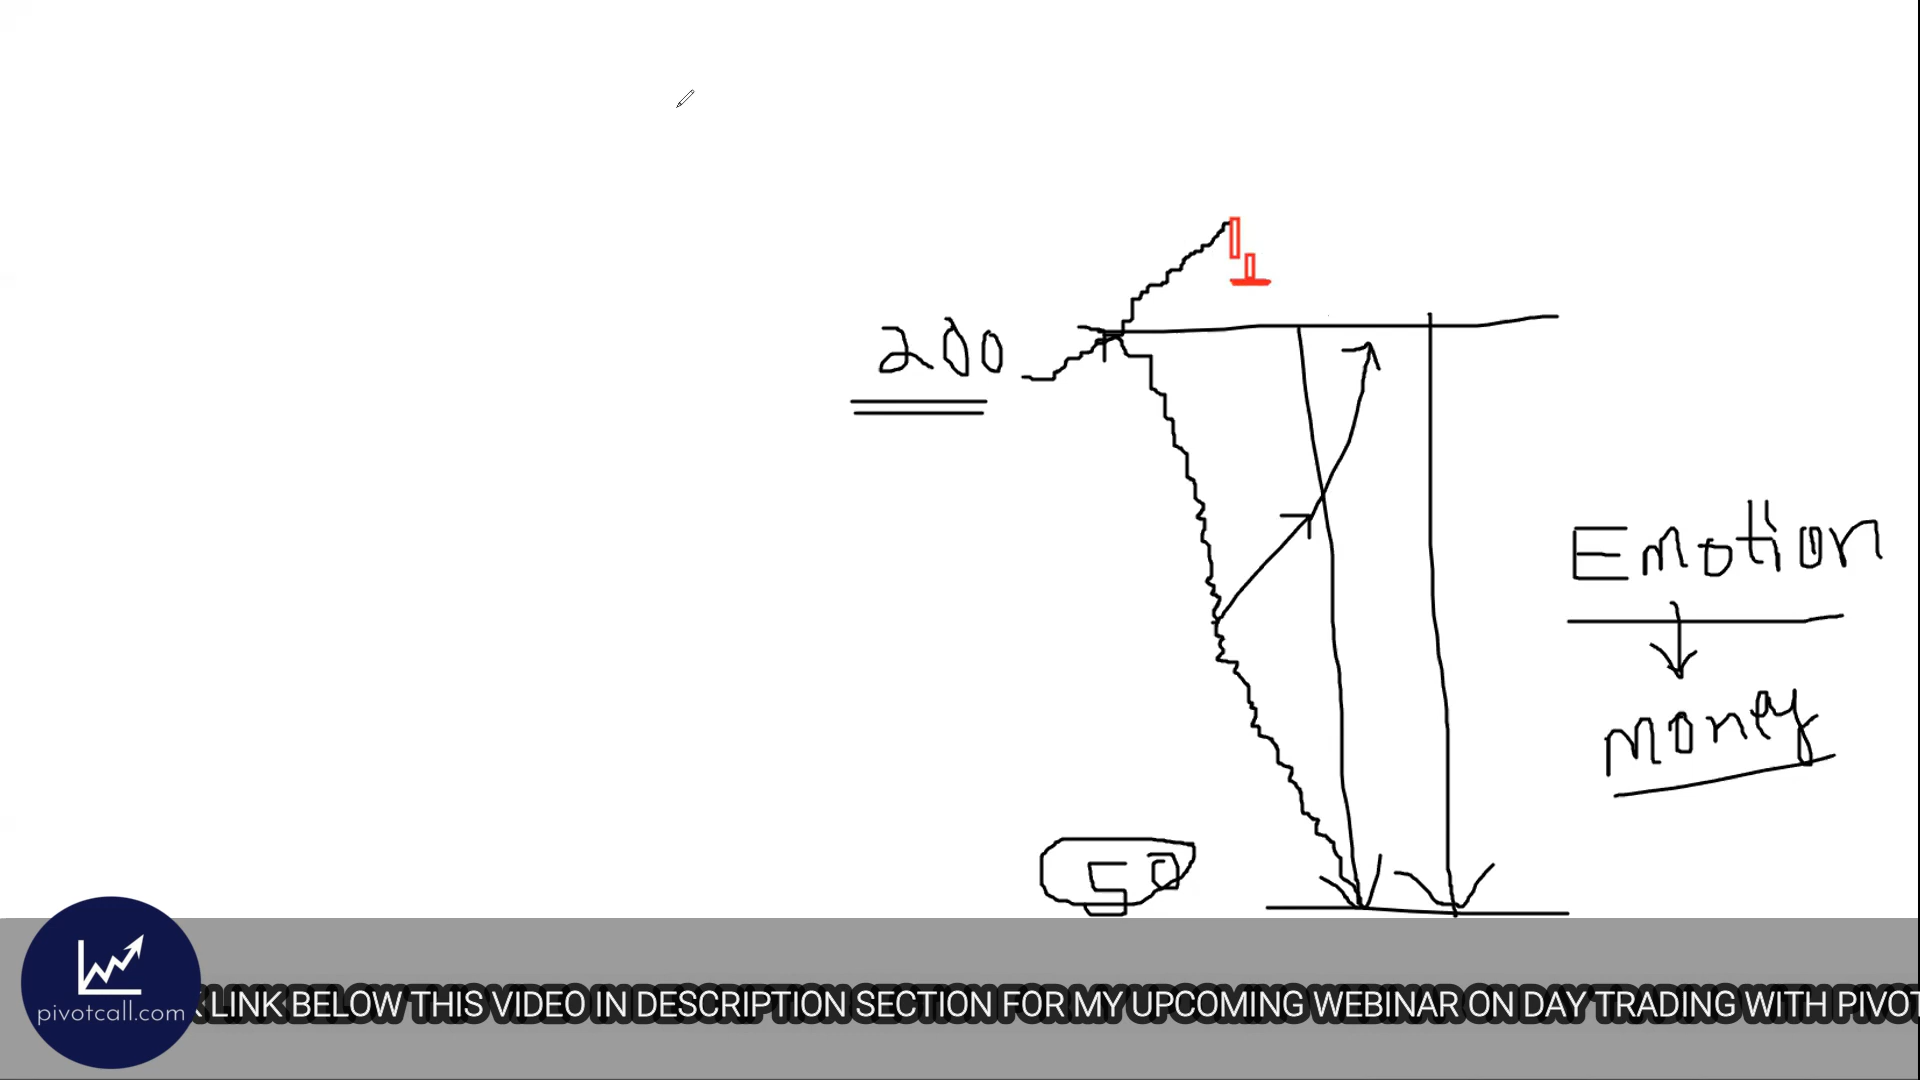 200
Emotion
money
50
pivotcall.com
LINK BELOW THIS VIDEO IN DESCRIPTION SECTION FOR MY UPCOMING WEBINAR ON DAY TRADING WITH PIVOT